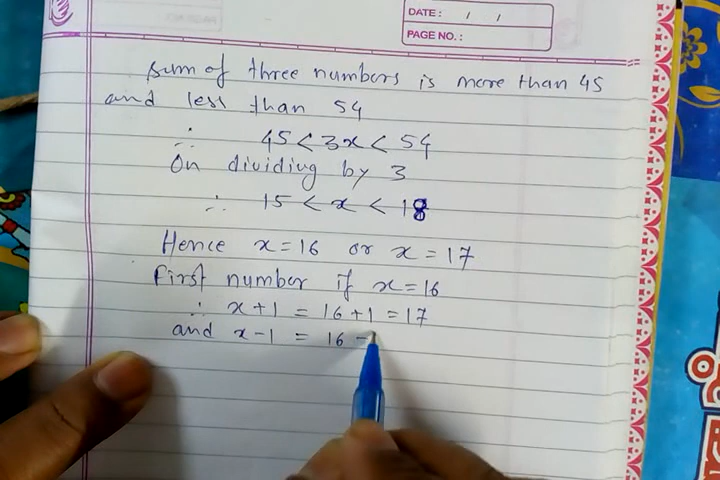 DATE: / /
PAGE NO.:
Sum of three numbers is more than 45
and less than 54
∴ 45 < 3x < 54
On dividing by 3
∴ 15 < x < 18
Hence x = 16 or x = 17
First number if x = 16
∴ x + 1 = 16 + 1 = 17
and x - 1 = 16 -